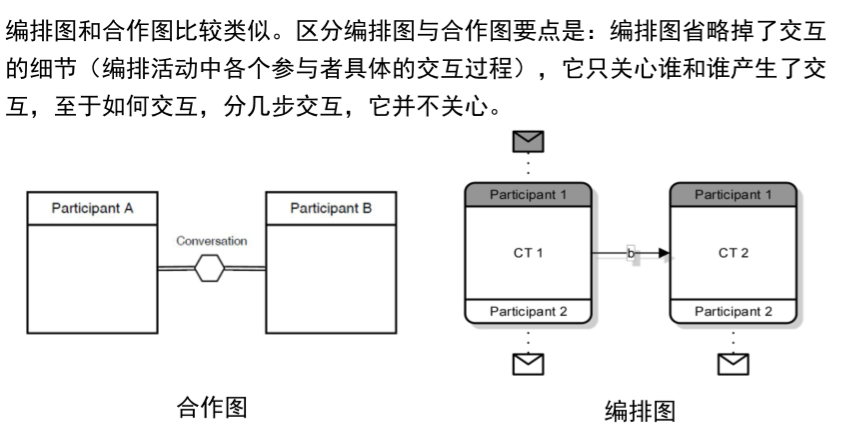 编排图和合作图比较类似。区分编排图与合作图要点是：编排图省略掉了交互
的细节（编排活动中各个参与者具体的交互过程），它只关心谁和谁产生了交
互，至于如何交互，分几步交互，它并不关心。
Participant A
Conversation
Participant B
合作图
Participant 1
CT 1
Participant 2
b
Participant 1
CT 2
Participant 2
编排图